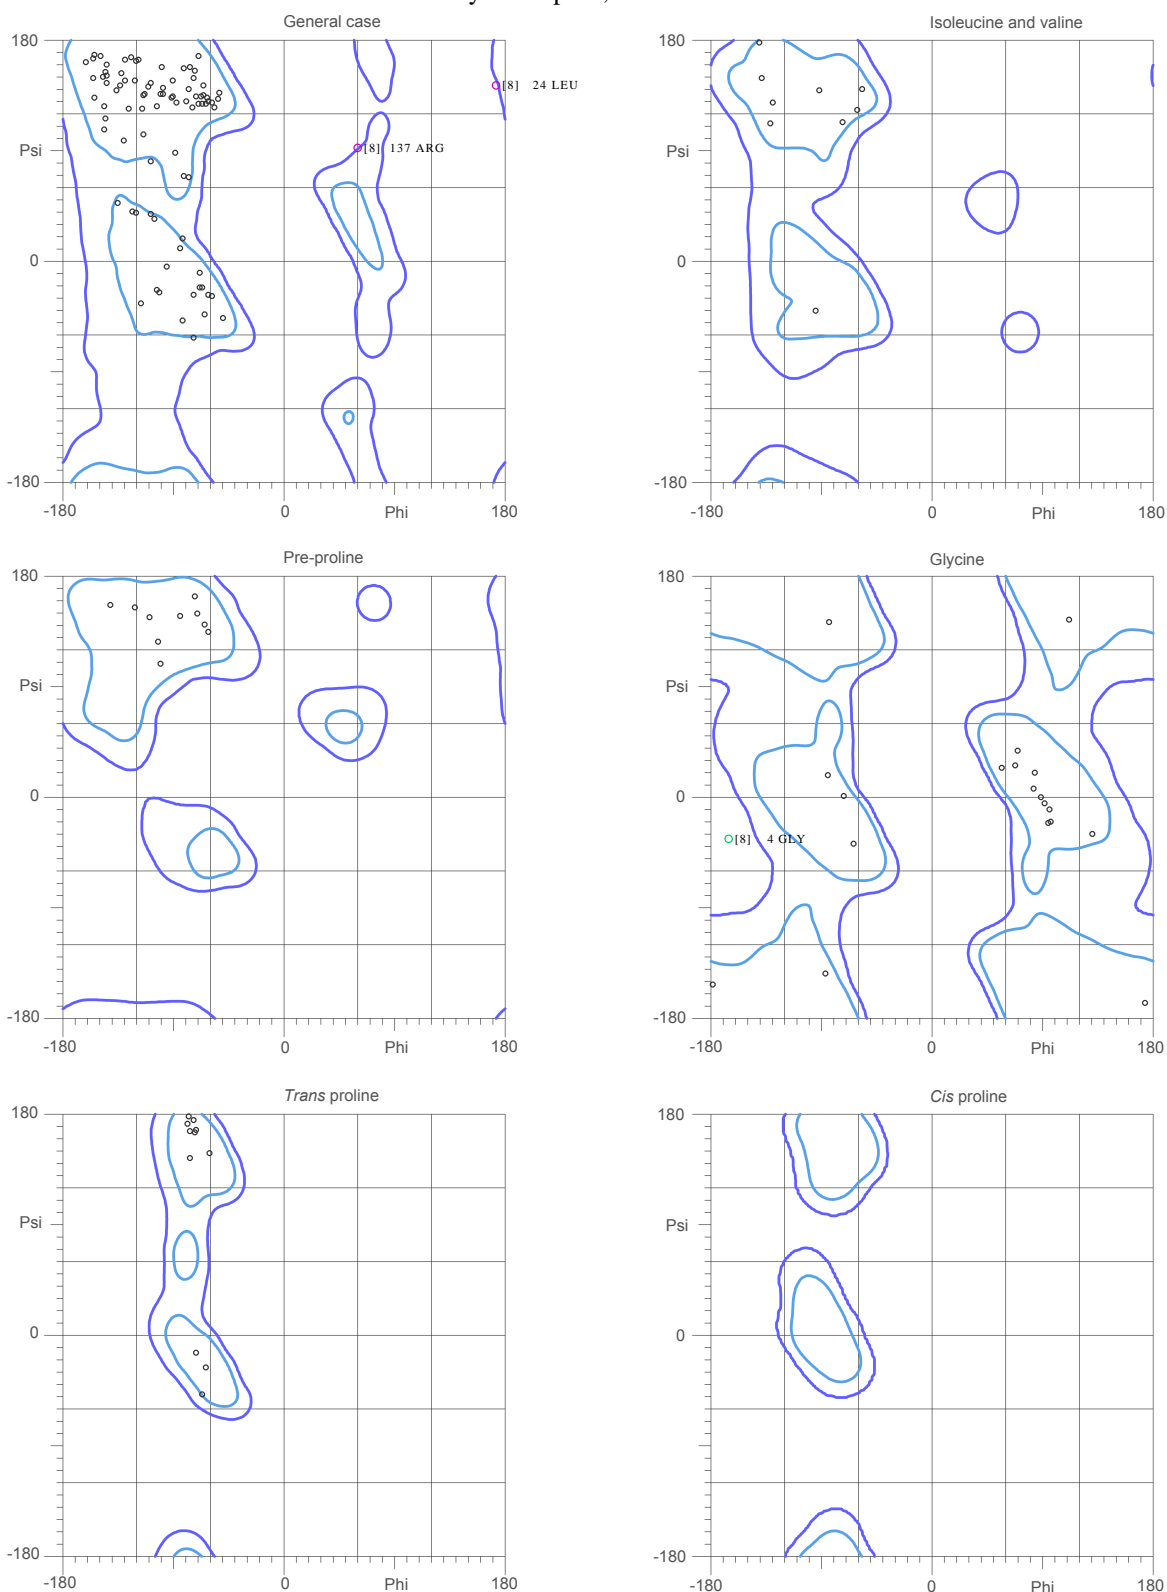 General case
180
Psi
0
-180
-180
0
Phi
180
[8] 24 LEU
[8] 137 ARG
Isoleucine and valine
180
Psi
0
-180
-180
0
Phi
180
Pre-proline
180
Psi
0
-180
-180
0
Phi
180
Glycine
180
Psi
0
-180
-180
0
Phi
180
[8] 4 GLY
Trans proline
180
Psi
0
-180
-180
0
Phi
180
Cis proline
180
Psi
0
-180
-180
0
Phi
180